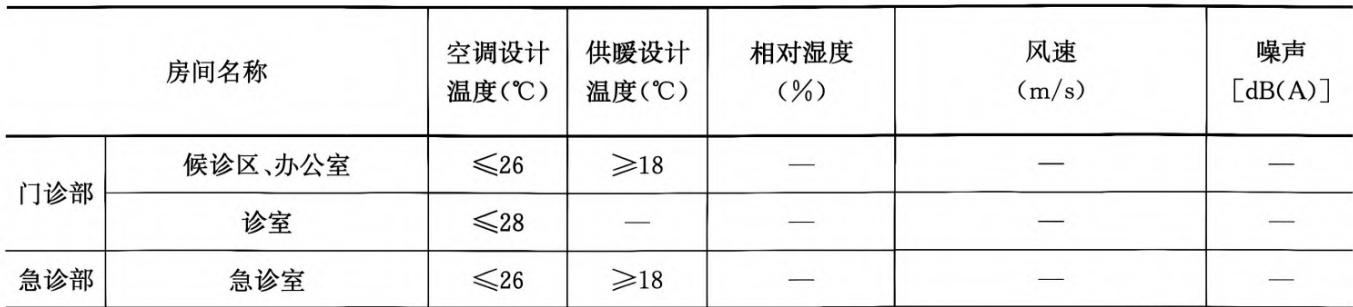 房间名称 空调设计温度(℃) 供暖设计温度(℃) 相对湿度(%) 风速(m/s) 噪声[dB(A)]
门诊部 候诊区、办公室 ≤26 ≥18 — — —
诊室 ≤28 — — — —
急诊部 急诊室 ≤26 ≥18 — — —